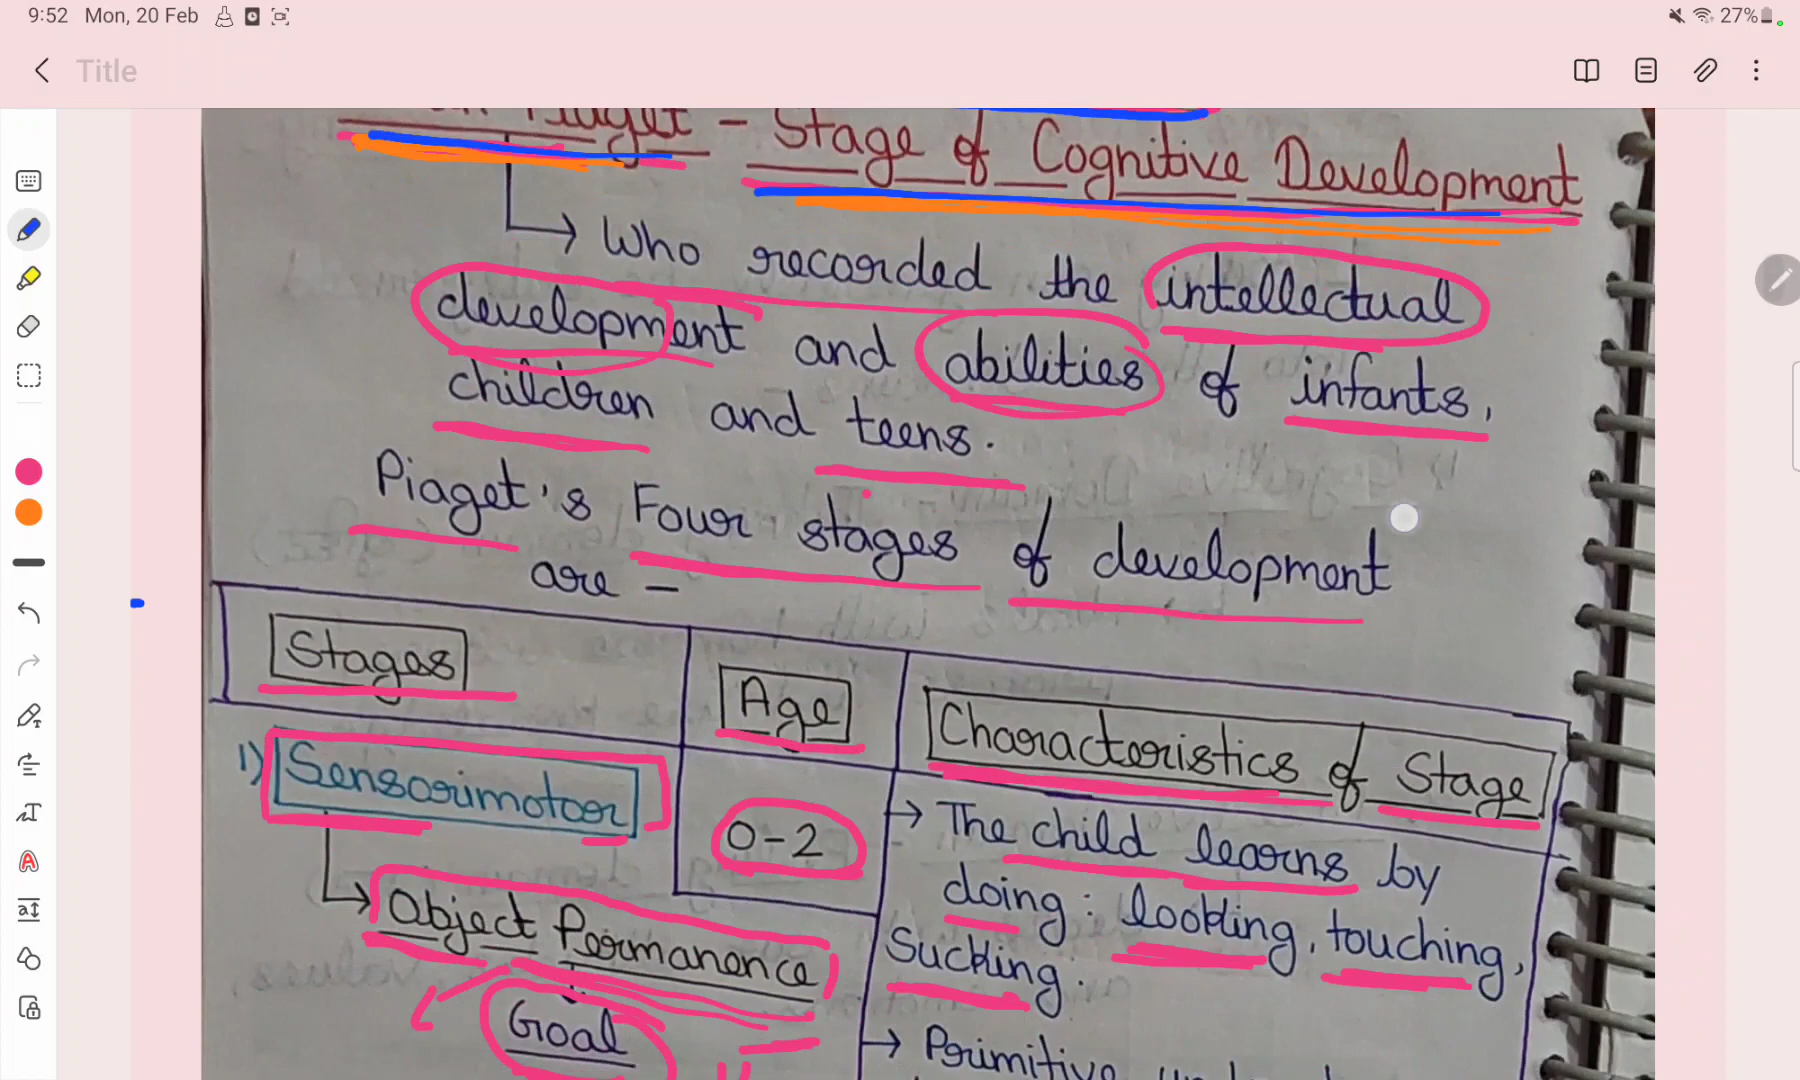 9:52 Mon, 20 Feb 27%
Title
Piaget - Stage of Cognitive Development
Who recorded the intellectual
development and abilities of infants,
children and teens.
Piaget's Four stages of development
are -
Stages Age Characteristics of Stage
1) Sensorimotor 0-2 → The child learns by
doing: looking, touching,
sucking.
Object Permanence
Goal
→ Primitive